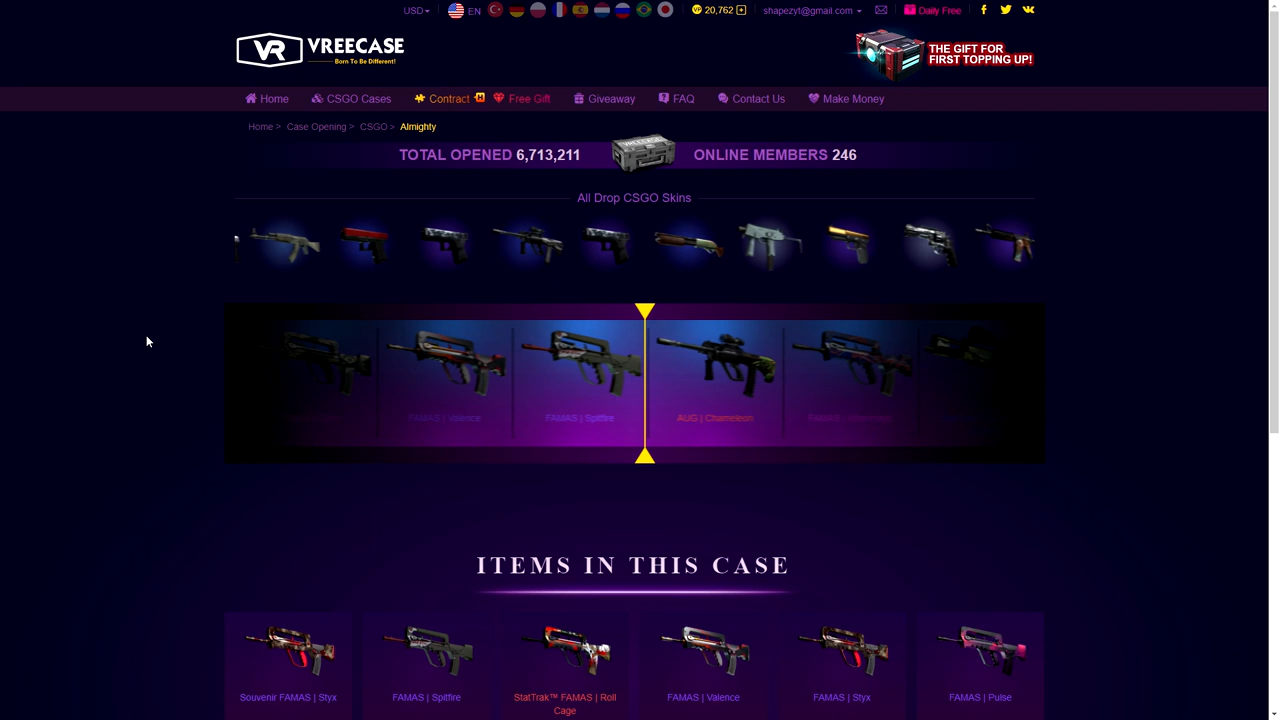 USD
EN
VP 20,762
shapezyt@gmail.com
Daily Free
VR VREECASE
Born To Be Different!
THE GIFT FOR
FIRST TOPPING UP!
Home
CSGO Cases
Contract
H
Free Gift
Giveaway
FAQ
Contact Us
Make Money
Home > Case Opening > CSGO > Almighty
TOTAL OPENED 6,713,211
VREECASE
ONLINE MEMBERS 246
All Drop CSGO Skins
FAMAS | Valence
FAMAS | Spitfire
AUG | Chameleon
ITEMS IN THIS CASE
Souvenir FAMAS | Styx
FAMAS | Spitfire
StatTrak™ FAMAS | Roll
Cage
FAMAS | Valence
FAMAS | Styx
FAMAS | Pulse